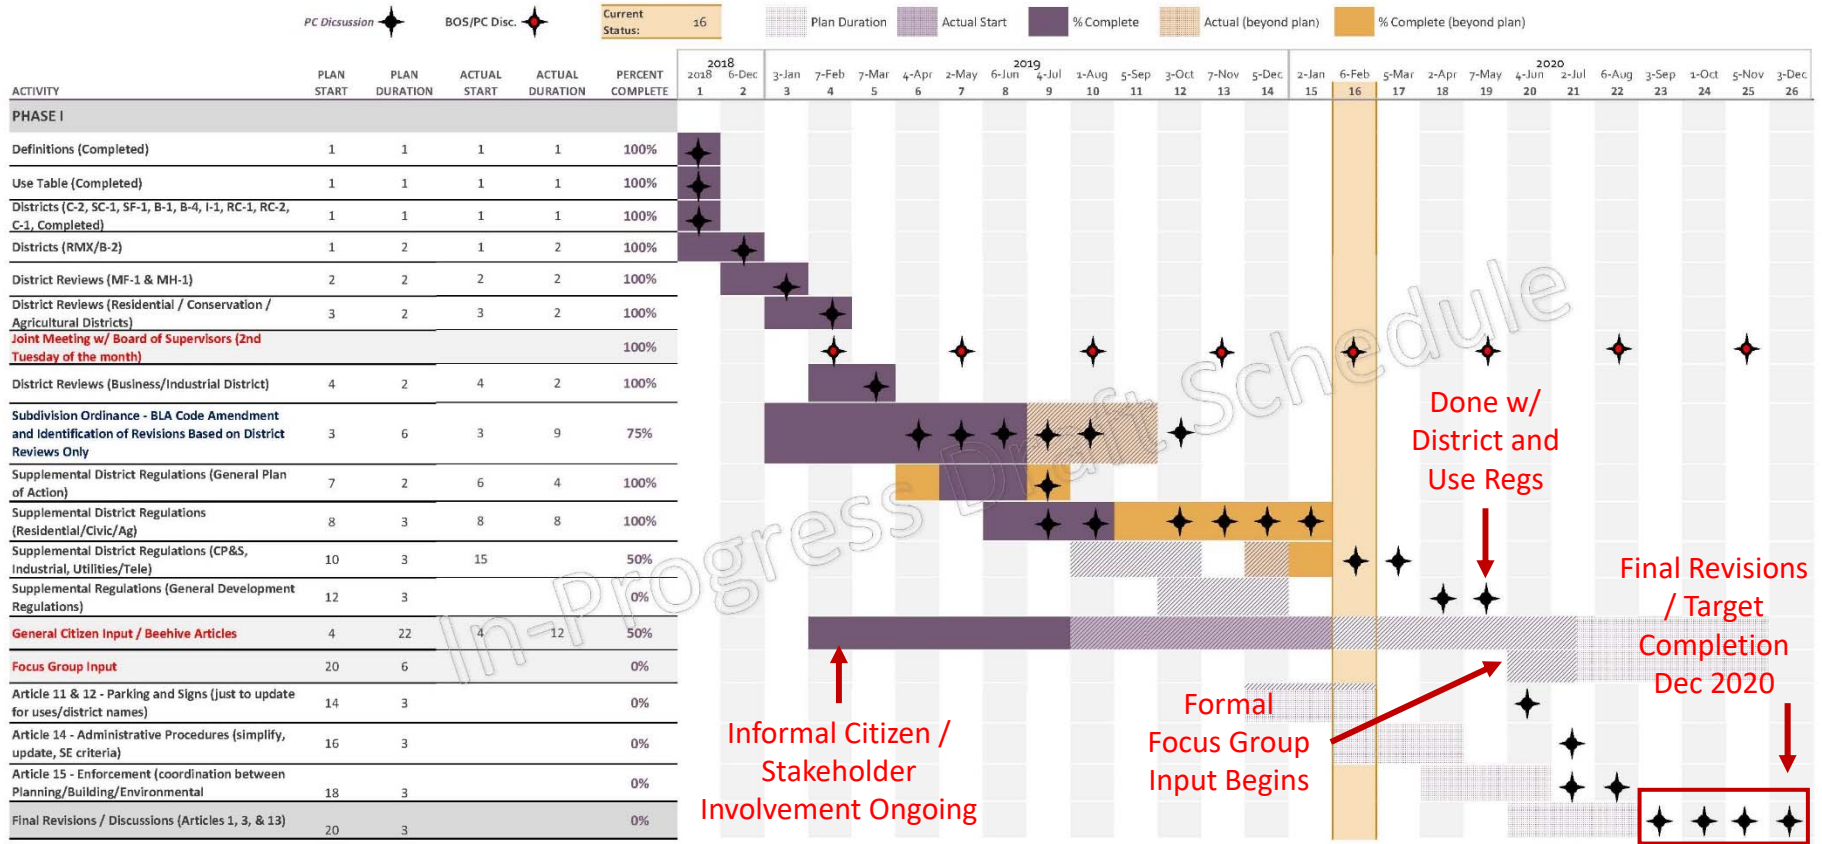 PC Dicsussion
BOS/PC Disc.
Current
Status:
16
Plan Duration
Actual Start
% Complete
Actual (beyond plan)
% Complete (beyond plan)
2018
2019
2020
PLAN PLAN ACTUAL ACTUAL PERCENT
2018 6-Dec 3-Jan 7-Feb 7-Mar 4-Apr 2-May 6-Jun 4-Jul 1-Aug 5-Sep 3-Oct 7-Nov 5-Dec 2-Jan 6-Feb 5-Mar 2-Apr 7-May 4-Jun 2-Jul 6-Aug 3-Sep 1-Oct 5-Nov 3-Dec
ACTIVITY START DURATION START DURATION COMPLETE 1 2 3 4 5 6 7 8 9 10 11 12 13 14 15 16 17 18 19 20 21 22 23 24 25 26
PHASE I
Definitions (Completed) 1 1 1 1 100%
Use Table (Completed) 1 1 1 1 100%
Districts (C-2, SC-1, SF-1, B-1, B-4, I-1, RC-1, RC-2,
C-1, Completed) 1 1 1 1 100%
Districts (RMX/B-2) 1 2 1 2 100%
District Reviews (MF-1 & MH-1) 2 2 2 2 100%
District Reviews (Residential / Conservation /
Agricultural Districts) 3 2 3 2 100%
Joint Meeting w/ Board of Supervisors (2nd
Tuesday of the month) 100%
District Reviews (Business/Industrial District) 4 2 4 2 100%
Subdivision Ordinance - BLA Code Amendment
and Identification of Revisions Based on District
Reviews Only 3 6 3 9 75%
Supplemental District Regulations (General Plan
of Action) 7 2 6 4 100%
Supplemental District Regulations
(Residential/Civic/Ag) 8 3 8 8 100%
Supplemental District Regulations (CP&S,
Industrial, Utilities/Tele) 10 3 15 50%
Supplemental Regulations (General Development
Regulations) 12 3 0%
General Citizen Input / Beehive Articles 4 22 4 12 50%
Focus Group Input 20 6 0%
Article 11 & 12 - Parking and Signs (just to update
for uses/district names) 14 3 0%
Article 14 - Administrative Procedures (simplify,
update, SE criteria) 16 3 0%
Article 15 - Enforcement (coordination between
Planning/Building/Environmental 18 3 0%
Final Revisions / Discussions (Articles 1, 3, & 13) 20 3 0%
In-Progress Draft Schedule
Done w/
District and
Use Regs
Final Revisions
/ Target
Completion
Dec 2020
Informal Citizen /
Stakeholder
Involvement Ongoing
Formal
Focus Group
Input Begins